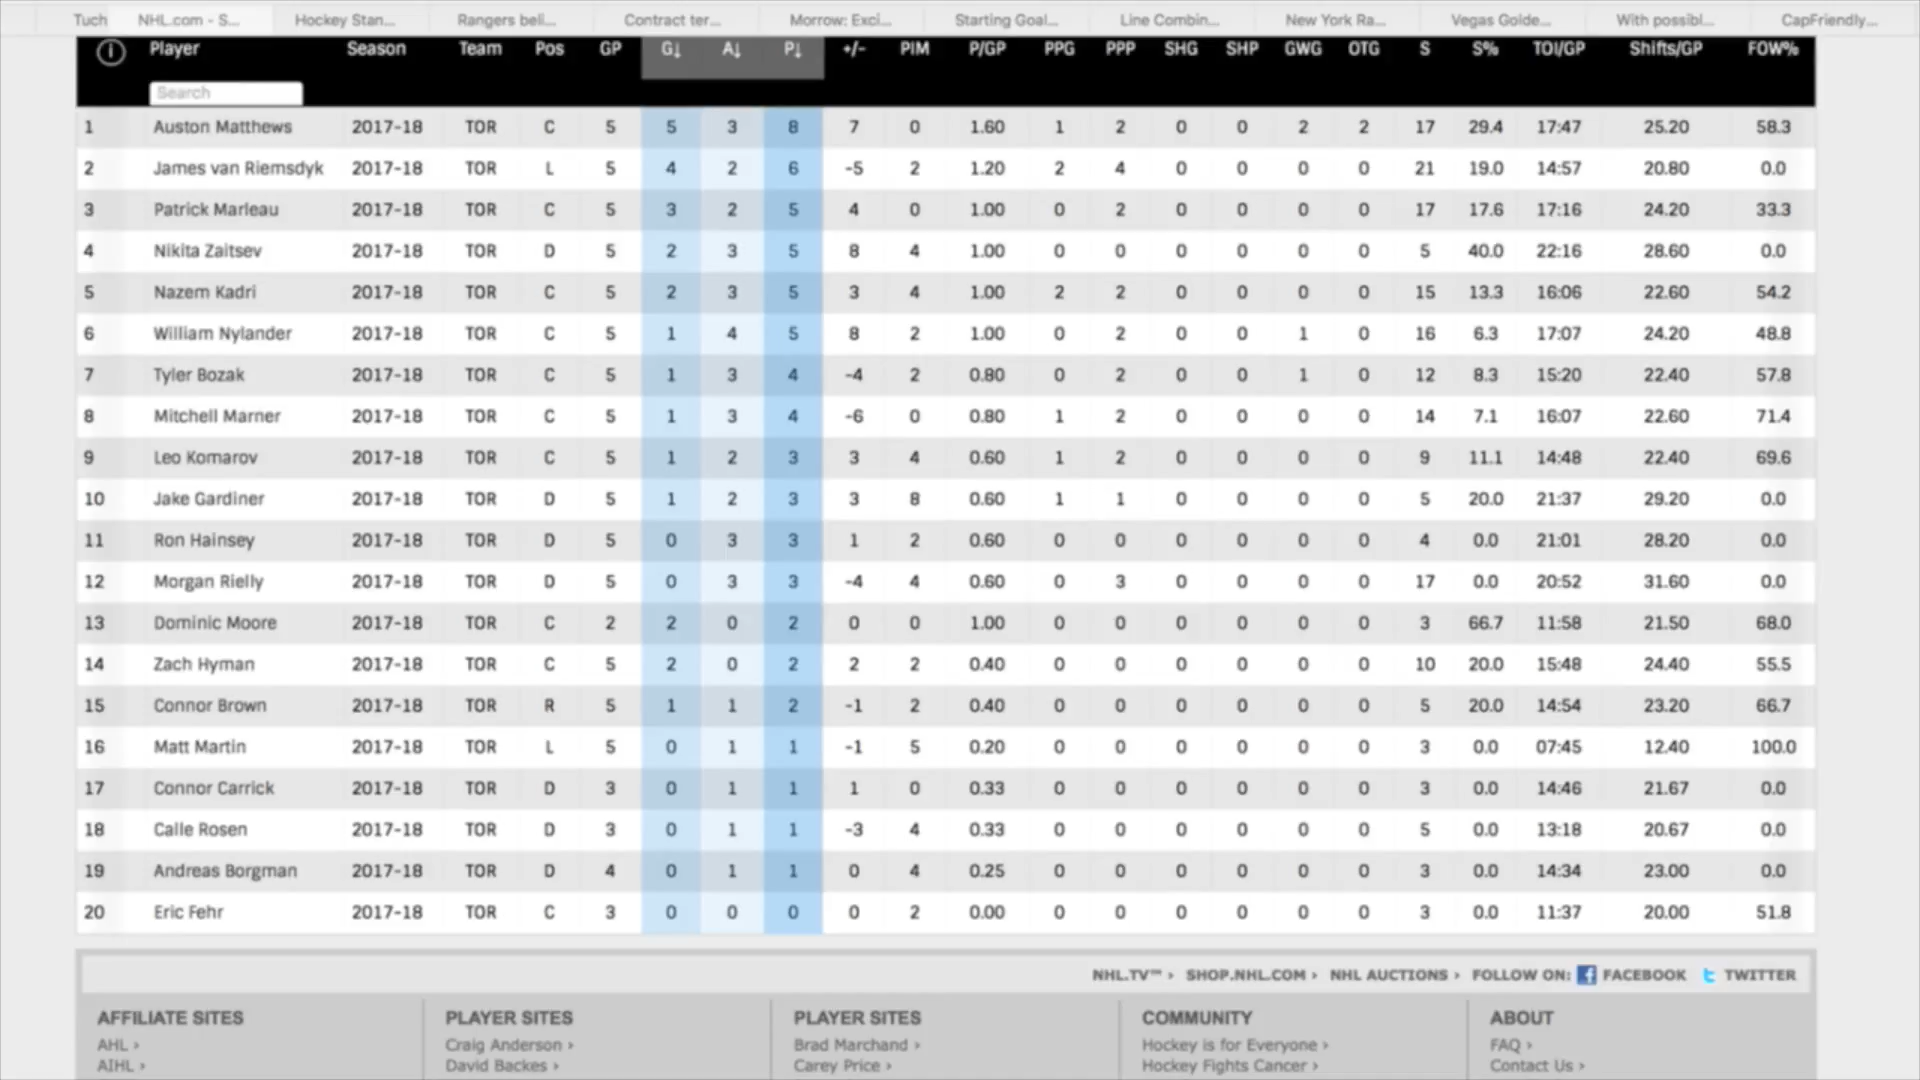 Tuch NHL.com - S... Hockey Stan... Rangers beli... Contract ter... Morrow: Exci... Starting Goal... Line Combin... New York Ra... Vegas Golde... With possibl... CapFriendly...
i Player Season Team Pos GP G↓ A↓ P↓ +/- PIM P/GP PPG PPP SHG SHP GWG OTG S S% TOI/GP Shifts/GP FOW%
Search
1 Auston Matthews 2017-18 TOR C 5 5 3 8 7 0 1.60 1 2 0 0 2 2 17 29.4 17:47 25.20 58.3
2 James van Riemsdyk 2017-18 TOR L 5 4 2 6 -5 2 1.20 2 4 0 0 0 0 21 19.0 14:57 20.80 0.0
3 Patrick Marleau 2017-18 TOR C 5 3 2 5 4 0 1.00 0 2 0 0 0 0 17 17.6 17:16 24.20 33.3
4 Nikita Zaitsev 2017-18 TOR D 5 2 3 5 8 4 1.00 0 0 0 0 0 0 5 40.0 22:16 28.60 0.0
5 Nazem Kadri 2017-18 TOR C 5 2 3 5 3 4 1.00 2 2 0 0 0 0 15 13.3 16:06 22.60 54.2
6 William Nylander 2017-18 TOR C 5 1 4 5 8 2 1.00 0 2 0 0 1 0 16 6.3 17:07 24.20 48.8
7 Tyler Bozak 2017-18 TOR C 5 1 3 4 -4 2 0.80 0 2 0 0 1 0 12 8.3 15:20 22.40 57.8
8 Mitchell Marner 2017-18 TOR C 5 1 3 4 -6 0 0.80 1 2 0 0 0 0 14 7.1 16:07 22.60 71.4
9 Leo Komarov 2017-18 TOR C 5 1 2 3 3 4 0.60 1 2 0 0 0 0 9 11.1 14:48 22.40 69.6
10 Jake Gardiner 2017-18 TOR D 5 1 2 3 3 8 0.60 1 1 0 0 0 0 5 20.0 21:37 29.20 0.0
11 Ron Hainsey 2017-18 TOR D 5 0 3 3 1 2 0.60 0 0 0 0 0 0 4 0.0 21:01 28.20 0.0
12 Morgan Rielly 2017-18 TOR D 5 0 3 3 -4 4 0.60 0 3 0 0 0 0 17 0.0 20:52 31.60 0.0
13 Dominic Moore 2017-18 TOR C 2 2 0 2 0 0 1.00 0 0 0 0 0 0 3 66.7 11:58 21.50 68.0
14 Zach Hyman 2017-18 TOR C 5 2 0 2 2 2 0.40 0 0 0 0 0 0 10 20.0 15:48 24.40 55.5
15 Connor Brown 2017-18 TOR R 5 1 1 2 -1 2 0.40 0 0 0 0 0 0 5 20.0 14:54 23.20 66.7
16 Matt Martin 2017-18 TOR L 5 0 1 1 -1 5 0.20 0 0 0 0 0 0 3 0.0 07:45 12.40 100.0
17 Connor Carrick 2017-18 TOR D 3 0 1 1 1 0 0.33 0 0 0 0 0 0 3 0.0 14:46 21.67 0.0
18 Calle Rosen 2017-18 TOR D 3 0 1 1 -3 4 0.33 0 0 0 0 0 0 5 0.0 13:18 20.67 0.0
19 Andreas Borgman 2017-18 TOR D 4 0 1 1 0 4 0.25 0 0 0 0 0 0 3 0.0 14:34 23.00 0.0
20 Eric Fehr 2017-18 TOR C 3 0 0 0 0 2 0.00 0 0 0 0 0 0 3 0.0 11:37 20.00 51.8
NHL.TV™ › SHOP.NHL.COM › NHL AUCTIONS › FOLLOW ON: FACEBOOK TWITTER
AFFILIATE SITES PLAYER SITES PLAYER SITES COMMUNITY ABOUT
AHL › Craig Anderson › Brad Marchand › Hockey is for Everyone › FAQ ›
AIHL › David Backes › Carey Price › Hockey Fights Cancer › Contact Us ›